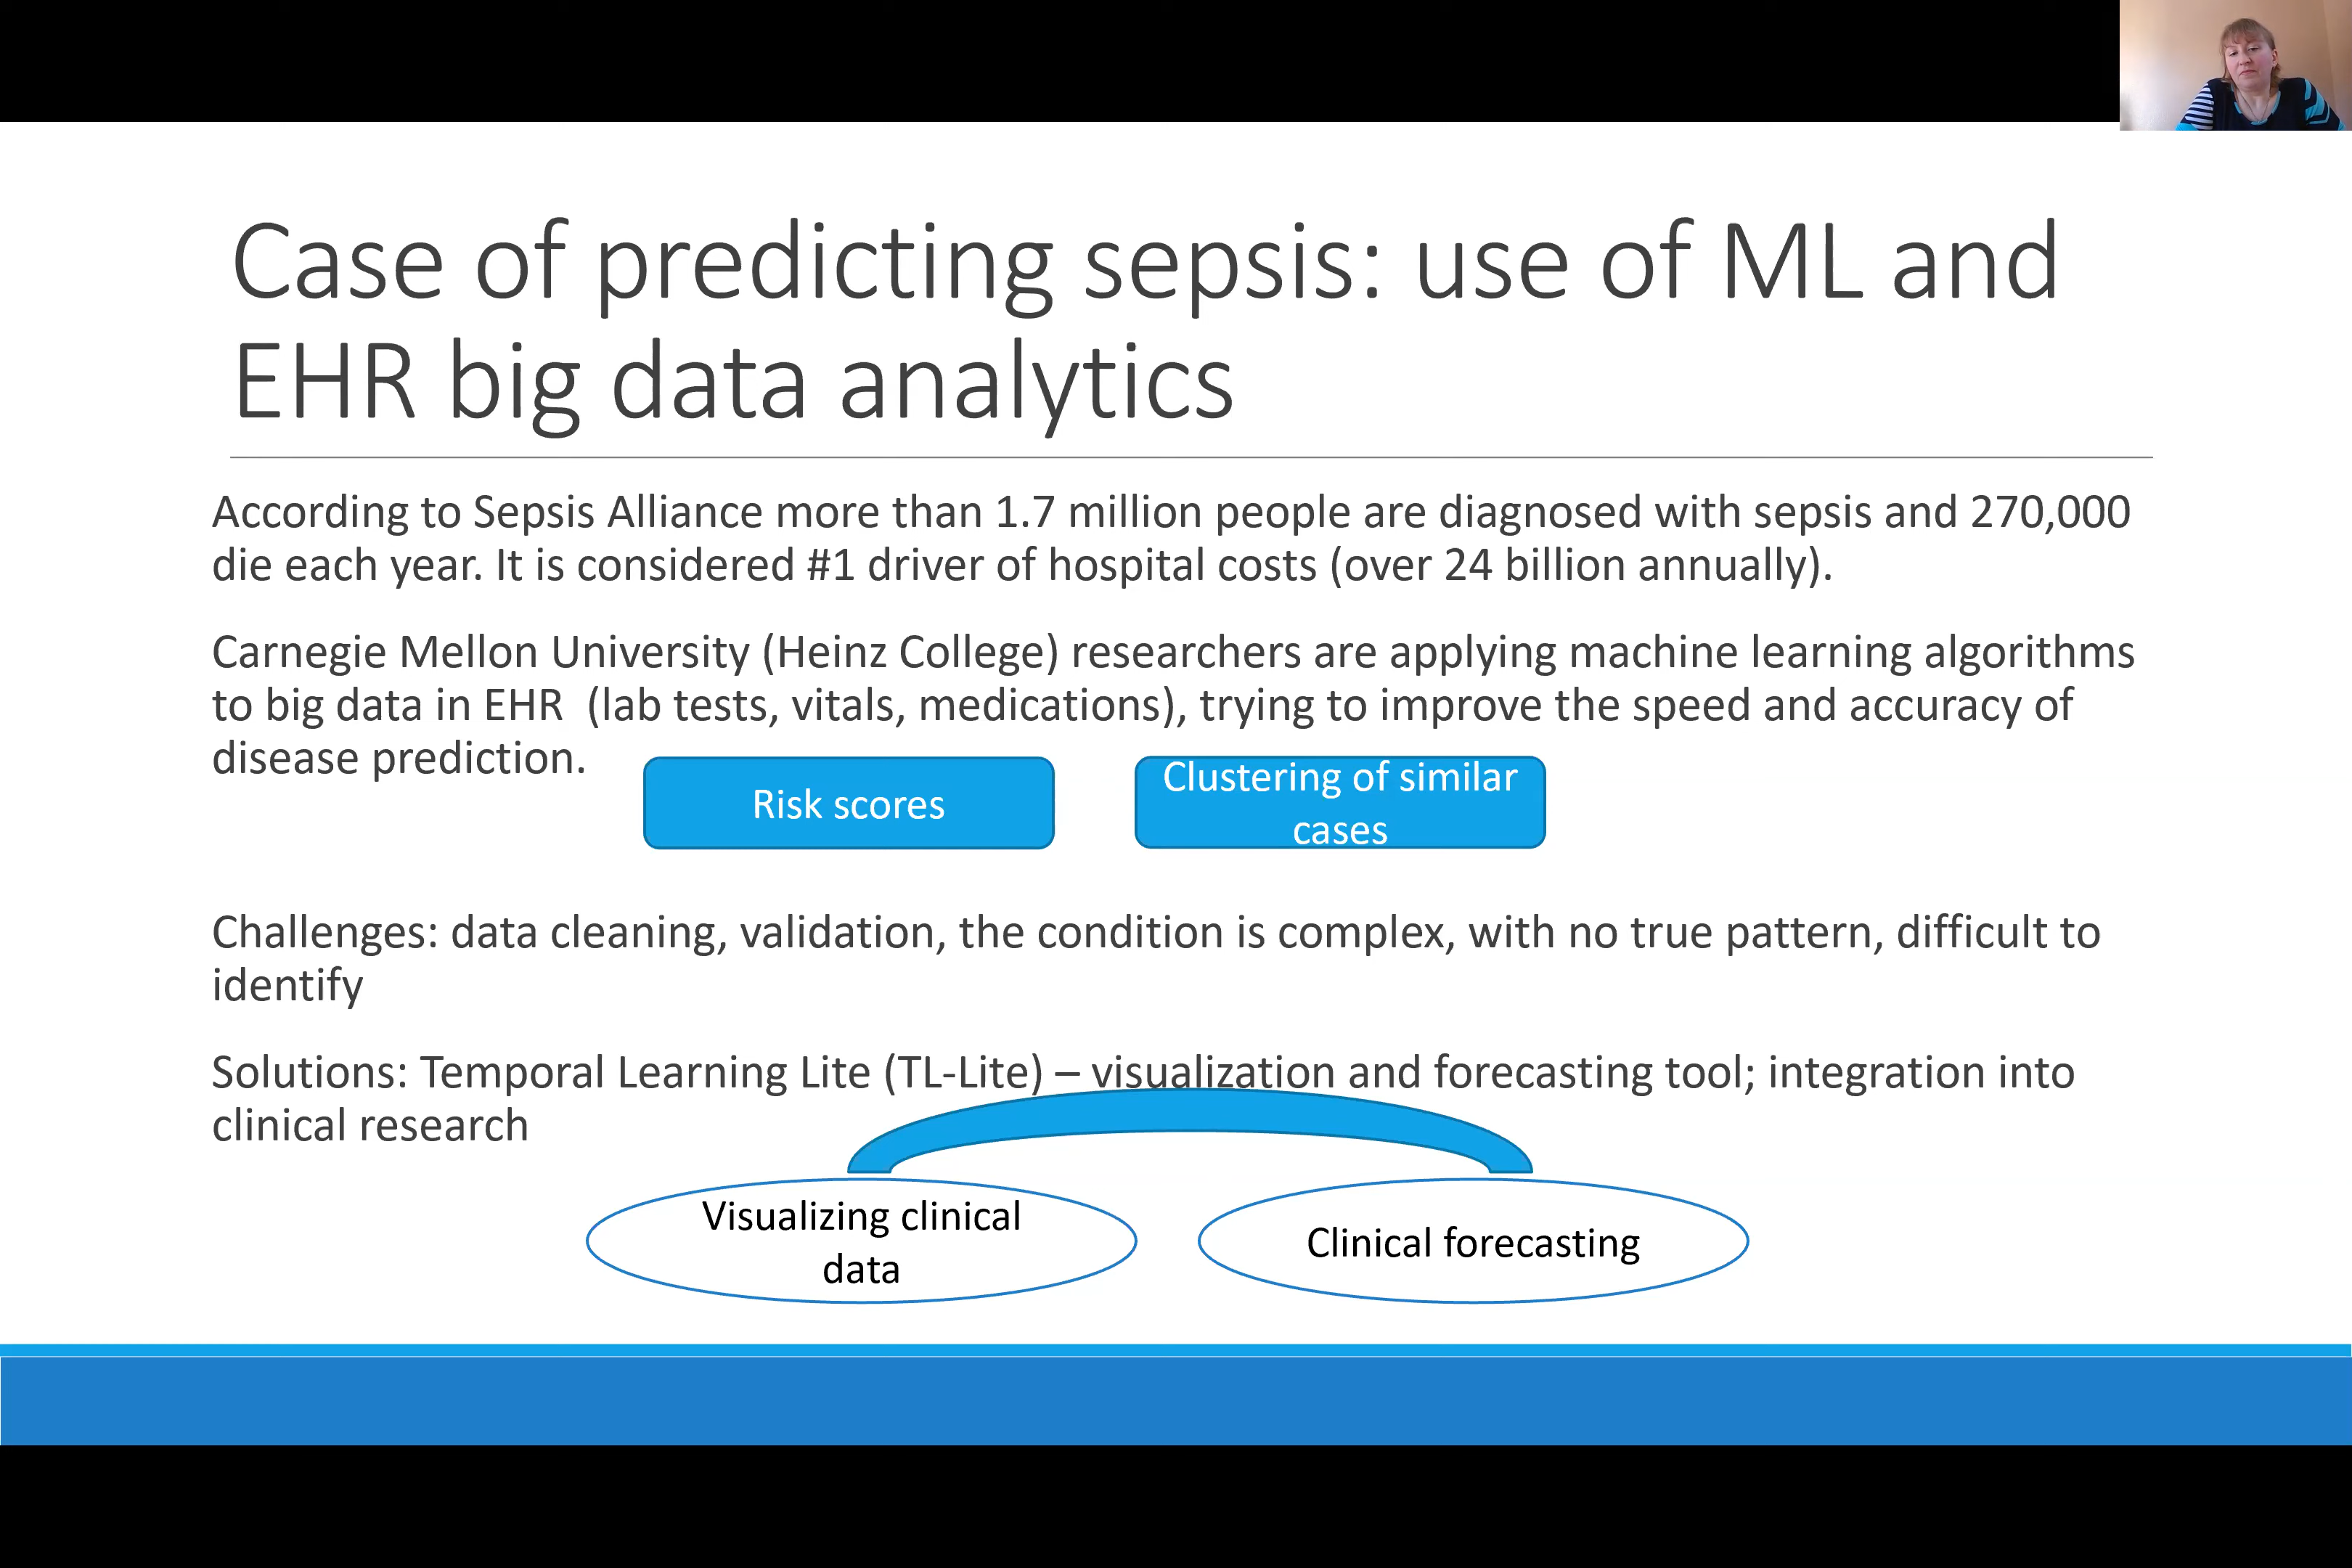 Case of predicting sepsis: use of ML and
EHR big data analytics
According to Sepsis Alliance more than 1.7 million people are diagnosed with sepsis and 270,000
die each year. It is considered #1 driver of hospital costs (over 24 billion annually).
Carnegie Mellon University (Heinz College) researchers are applying machine learning algorithms
to big data in EHR  (lab tests, vitals, medications), trying to improve the speed and accuracy of
disease prediction.
Risk scores
Clustering of similar
cases
Challenges: data cleaning, validation, the condition is complex, with no true pattern, difficult to
identify
Solutions: Temporal Learning Lite (TL-Lite) – visualization and forecasting tool; integration into
clinical research
Visualizing clinical
data
Clinical forecasting